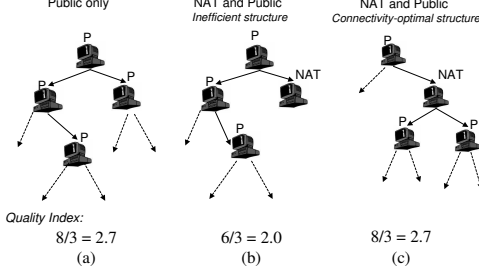 Public only
NAT and Public
Inefficient structure
NAT and Public
Connectivity-optimal structure
P
P
P
P
P
P
NAT
P
P
NAT
P
P
Quality Index:
8/3 = 2.7
6/3 = 2.0
8/3 = 2.7
(a)
(b)
(c)